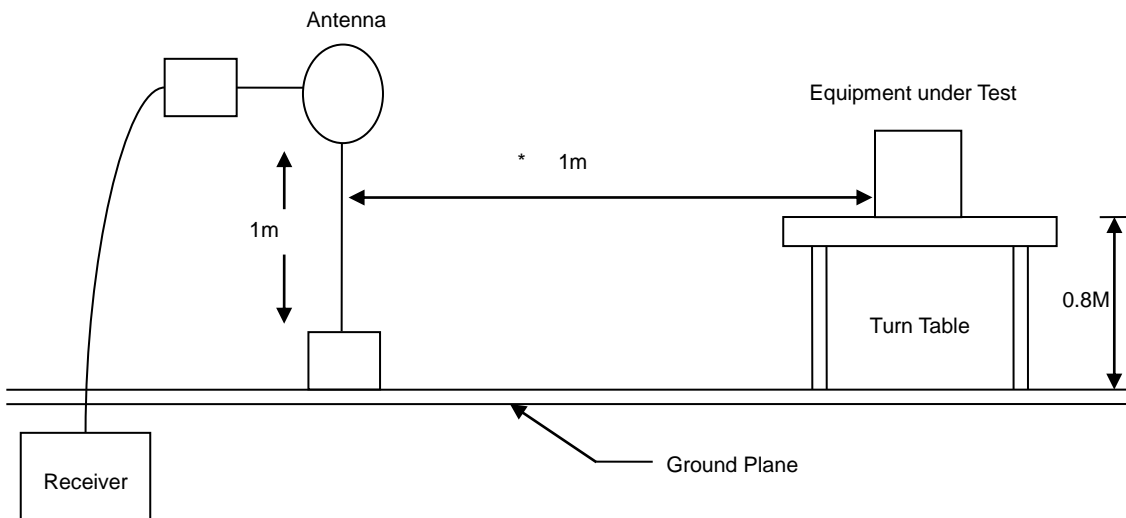 Antenna
Equipment under Test
* 1m
1m
0.8M
Turn Table
Ground Plane
Receiver